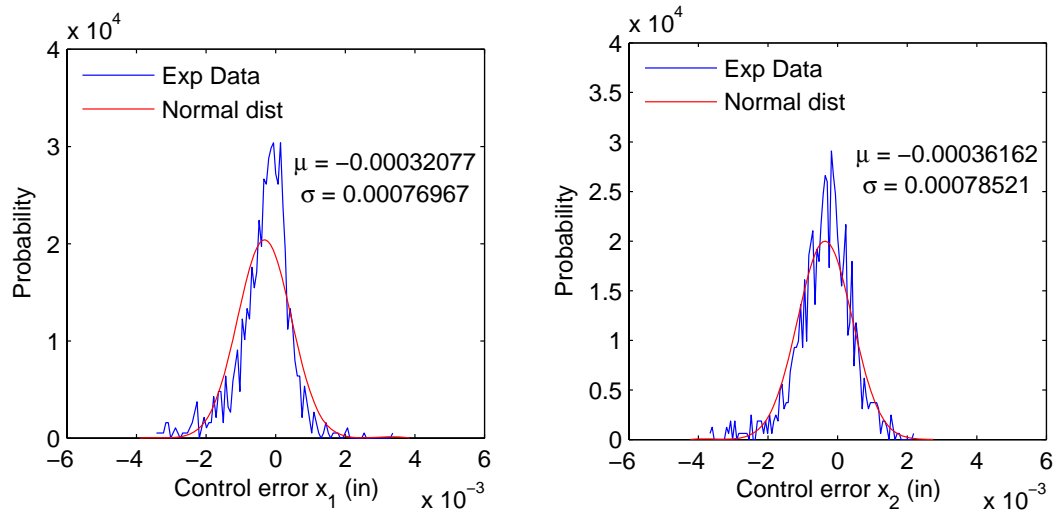 x 10^4
4
3
2
1
0
Probability
Exp Data
Normal dist
μ = −0.00032077
σ = 0.00076967
−6 −4 −2 0 2 4 6
Control error x_1 (in)
x 10^−3
x 10^4
4
3.5
3
2.5
2
1.5
1
0.5
0
Probability
Exp Data
Normal dist
μ = −0.00036162
σ = 0.00078521
−6 −4 −2 0 2 4 6
Control error x_2 (in)
x 10^−3